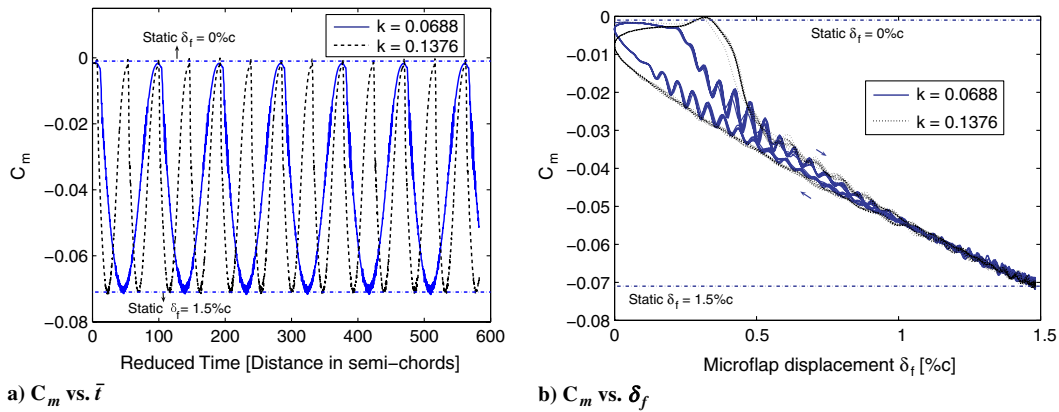 Static δf = 0%c
k = 0.0688
k = 0.1376
0
−0.02
−0.04
−0.06
−0.08
Cm
Static δf = 1.5%c
0 100 200 300 400 500 600
Reduced Time [Distance in semi−chords]
a) Cm vs. t̄
0
−0.01
−0.02
−0.03
−0.04
−0.05
−0.06
−0.07
−0.08
Cm
Static δf = 0%c
k = 0.0688
k = 0.1376
Static δf = 1.5%c
0 0.5 1 1.5
Microflap displacement δf [%c]
b) Cm vs. δf